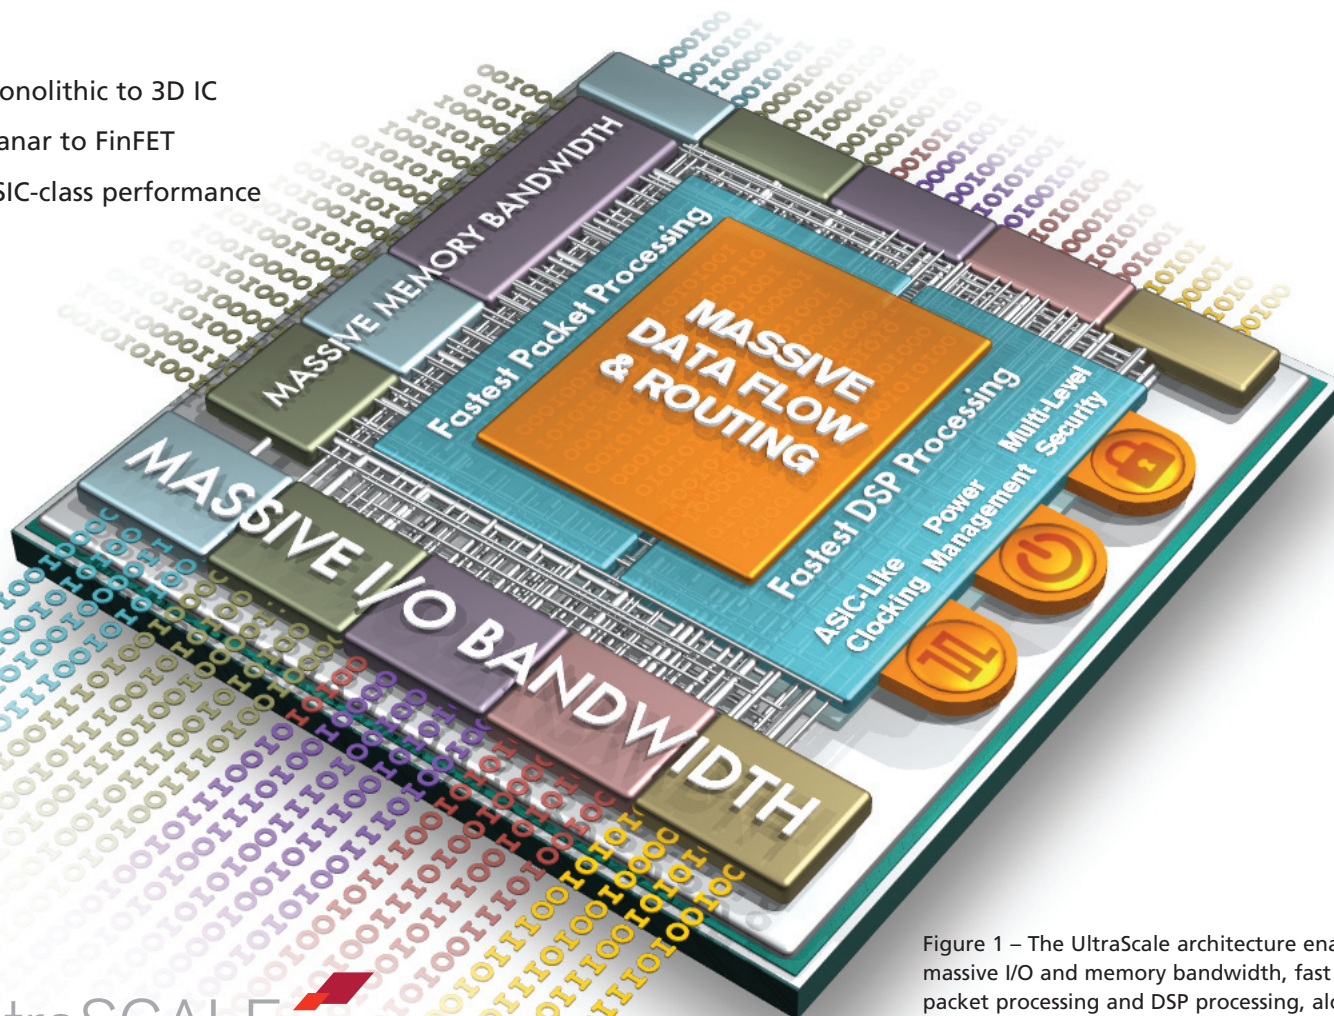 onolithic to 3D IC
anar to FinFET
SIC-class performance
MASSIVE MEMORY BANDWIDTH
Fastest Packet Processing
MASSIVE
DATA FLOW
& ROUTING
Fastest DSP Processing
Multi-Level
Security
Power
Management
ASIC-Like
Clocking
MASSIVE I/O BANDWIDTH
traSCALE
Figure 1 – The UltraScale architecture ena
massive I/O and memory bandwidth, fast
packet processing and DSP processing, alo